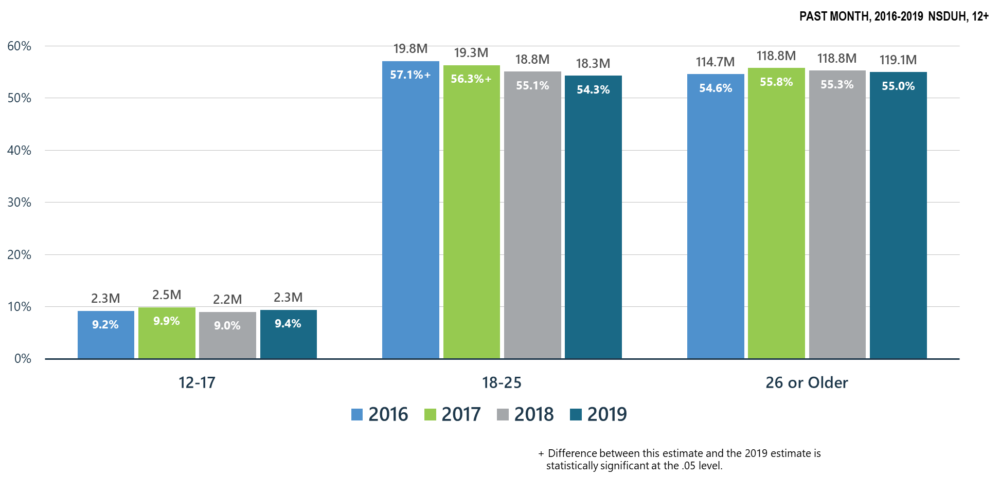 PAST MONTH, 2016-2019 NSDUH, 12+
60%
50%
40%
30%
20%
10%
0%
2.3M 2.5M 2.2M 2.3M
9.2% 9.9% 9.0% 9.4%
19.8M 19.3M 18.8M 18.3M
57.1%+ 56.3%+ 55.1% 54.3%
114.7M 118.8M 118.8M 119.1M
54.6% 55.8% 55.3% 55.0%
12-17 18-25 26 or Older
2016 2017 2018 2019
+ Difference between this estimate and the 2019 estimate is
statistically significant at the .05 level.